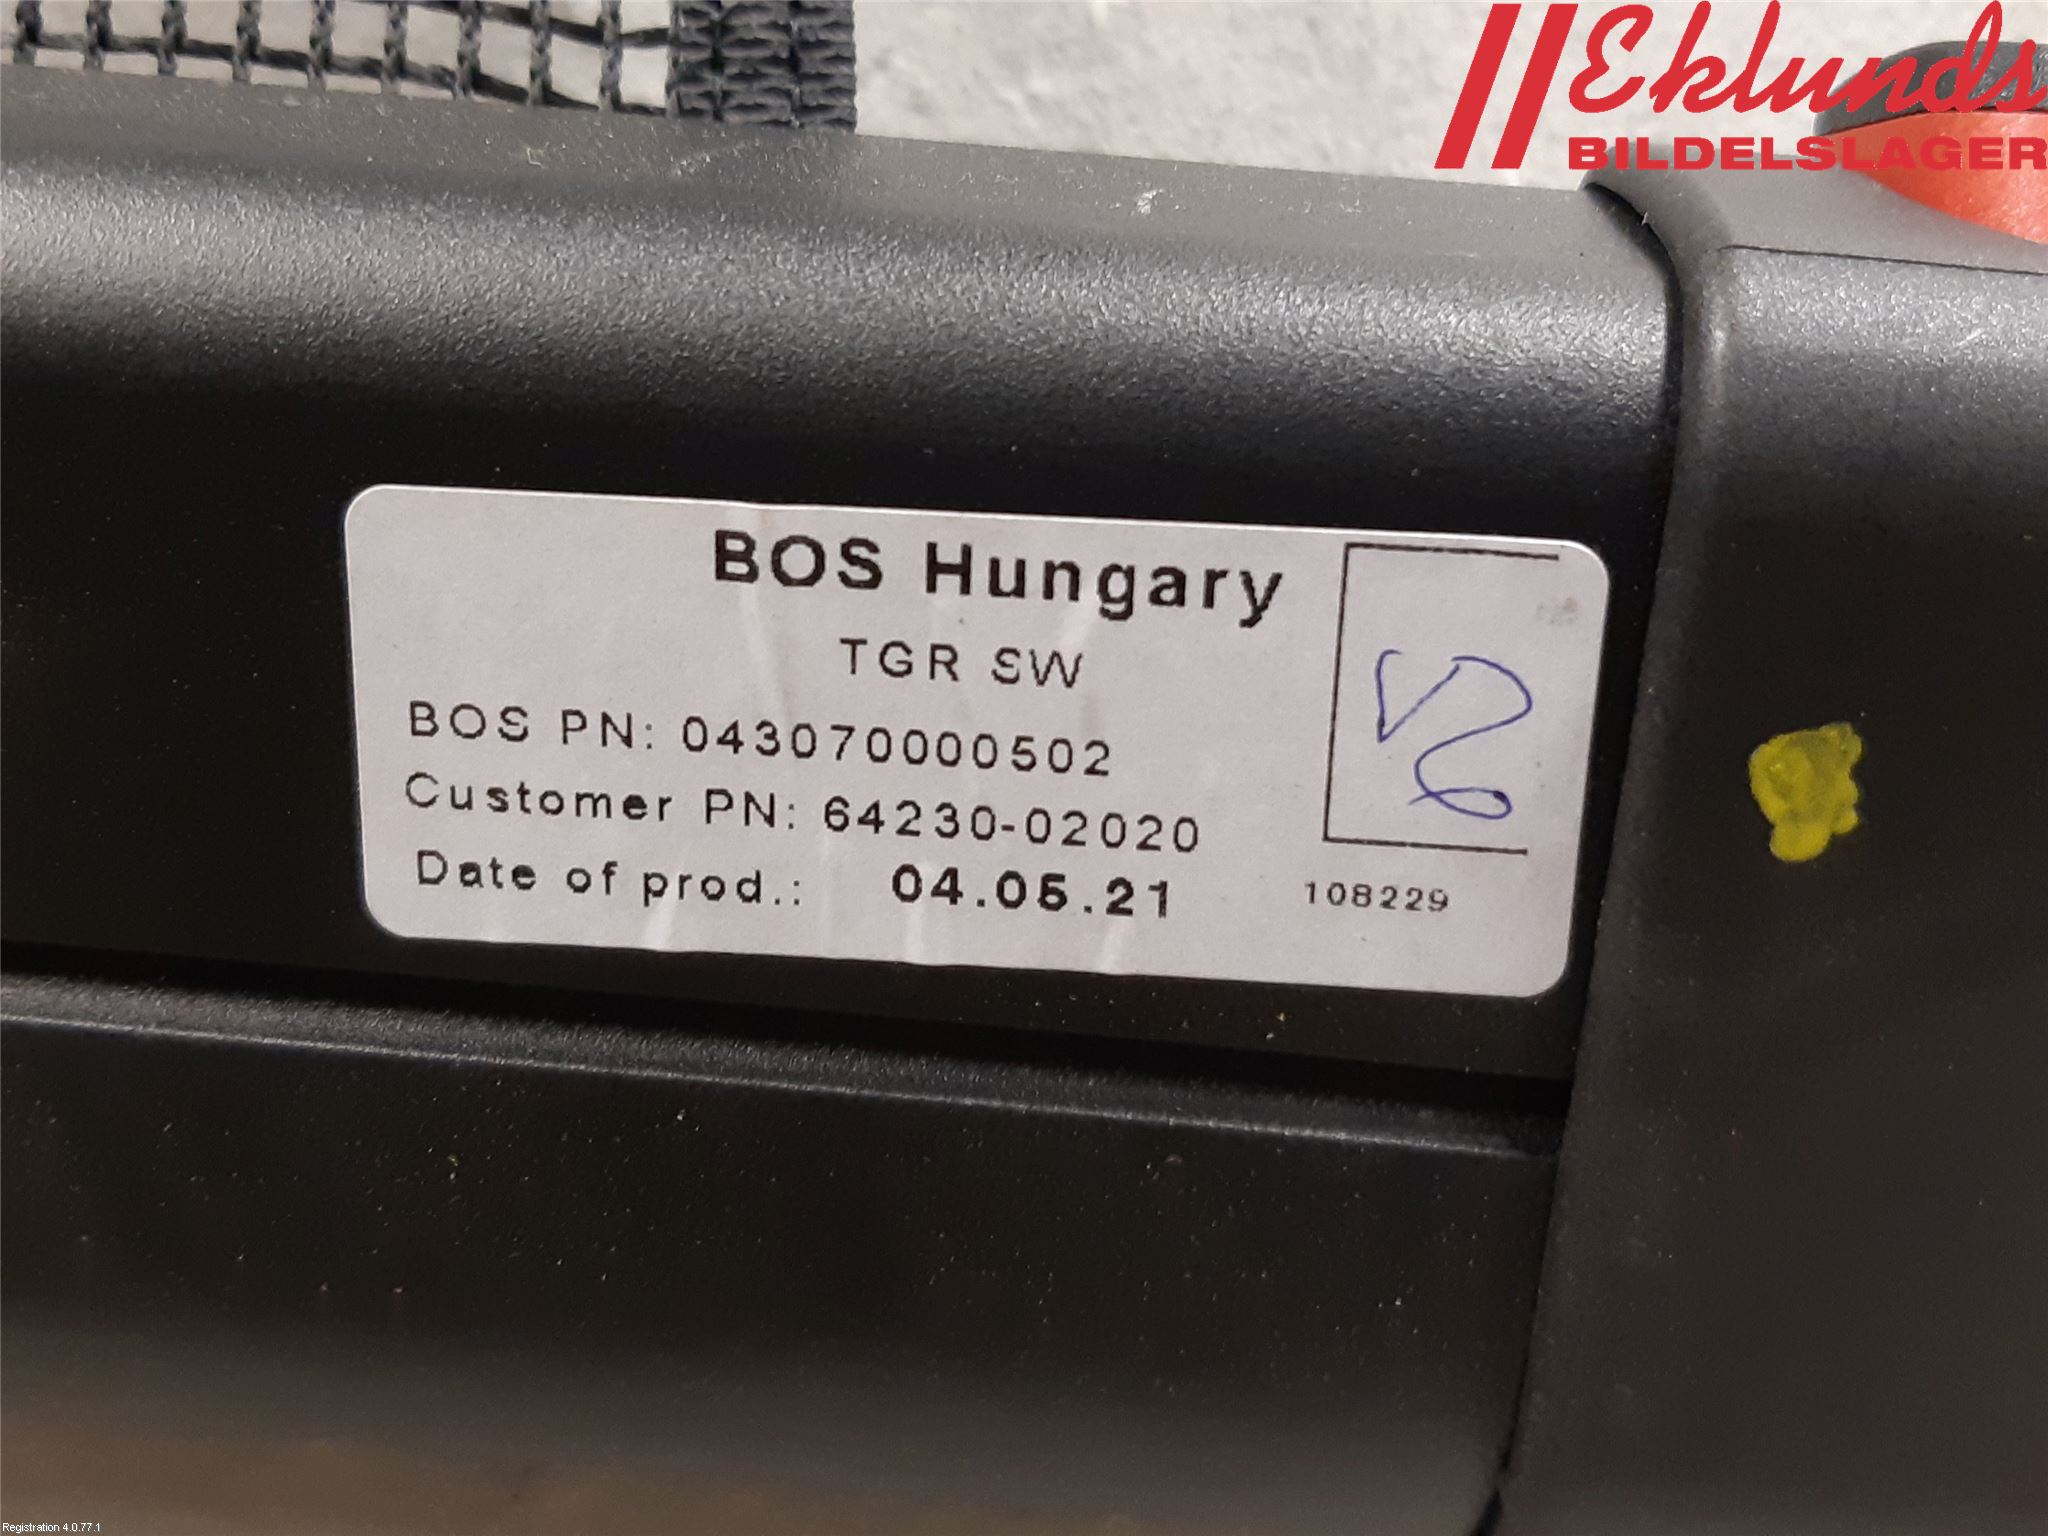 Eklunds
BILDELSLAGER
BOS Hungary
TGR SW
BOS PN: 043070000502
Customer PN: 64230-02020
Date of prod.: 04.05.21
108229
Registration 4.0.77.1